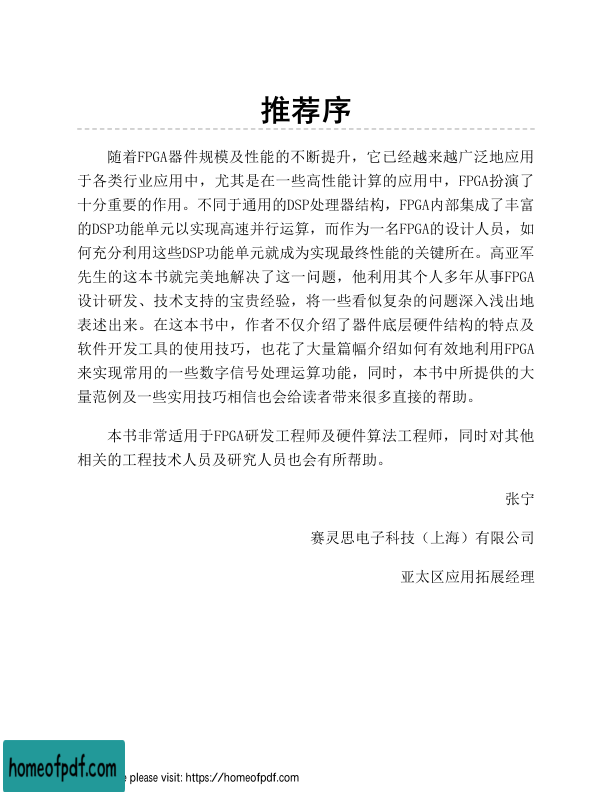 推荐序
随着FPGA器件规模及性能的不断提升，它已经越来越广泛地应用
于各类行业应用中，尤其是在一些高性能计算的应用中，FPGA扮演了
十分重要的作用。不同于通用的DSP处理器结构，FPGA内部集成了丰富
的DSP功能单元以实现高速并行运算，而作为一名FPGA的设计人员，如
何充分利用这些DSP功能单元就成为实现最终性能的关键所在。高亚军
先生的这本书就完美地解决了这一问题，他利用其个人多年从事FPGA
设计研发、技术支持的宝贵经验，将一些看似复杂的问题深入浅出地
表述出来。在这本书中，作者不仅介绍了器件底层硬件结构的特点及
软件开发工具的使用技巧，也花了大量篇幅介绍如何有效地利用FPGA
来实现常用的一些数字信号处理运算功能，同时，本书中所提供的大
量范例及一些实用技巧相信也会给读者带来很多直接的帮助。
本书非常适用于FPGA研发工程师及硬件算法工程师，同时对其他
相关的工程技术人员及研究人员也会有所帮助。
张宁
赛灵思电子科技（上海）有限公司
亚太区应用拓展经理
homeofpdf.com
please visit: https://homeofpdf.com